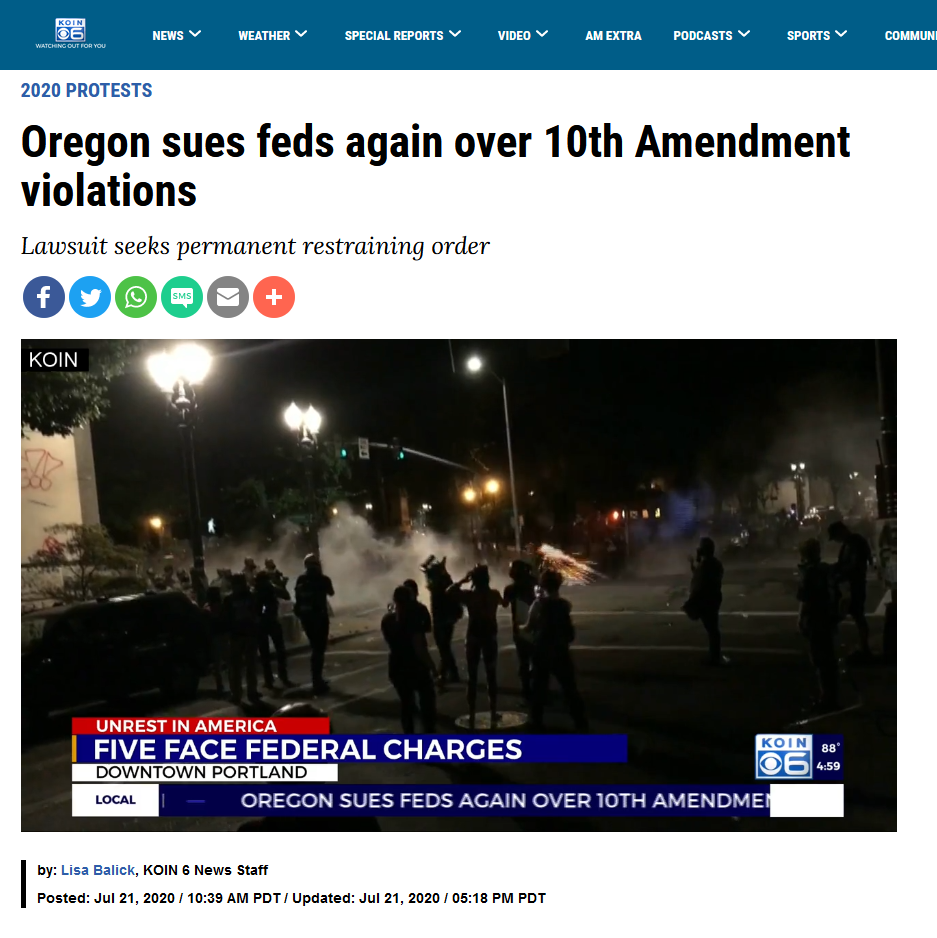 KOIN
6
WATCHING OUT FOR YOU
NEWS
WEATHER
SPECIAL REPORTS
VIDEO
AM EXTRA
PODCASTS
SPORTS
COMMUNI
2020 PROTESTS
Oregon sues feds again over 10th Amendment
violations
Lawsuit seeks permanent restraining order
SMS
KOIN
UNREST IN AMERICA
FIVE FACE FEDERAL CHARGES
DOWNTOWN PORTLAND
KOIN
6
88°
4:59
LOCAL
OREGON SUES FEDS AGAIN OVER 10TH AMENDMEN
by: Lisa Balick, KOIN 6 News Staff
Posted: Jul 21, 2020 / 10:39 AM PDT / Updated: Jul 21, 2020 / 05:18 PM PDT